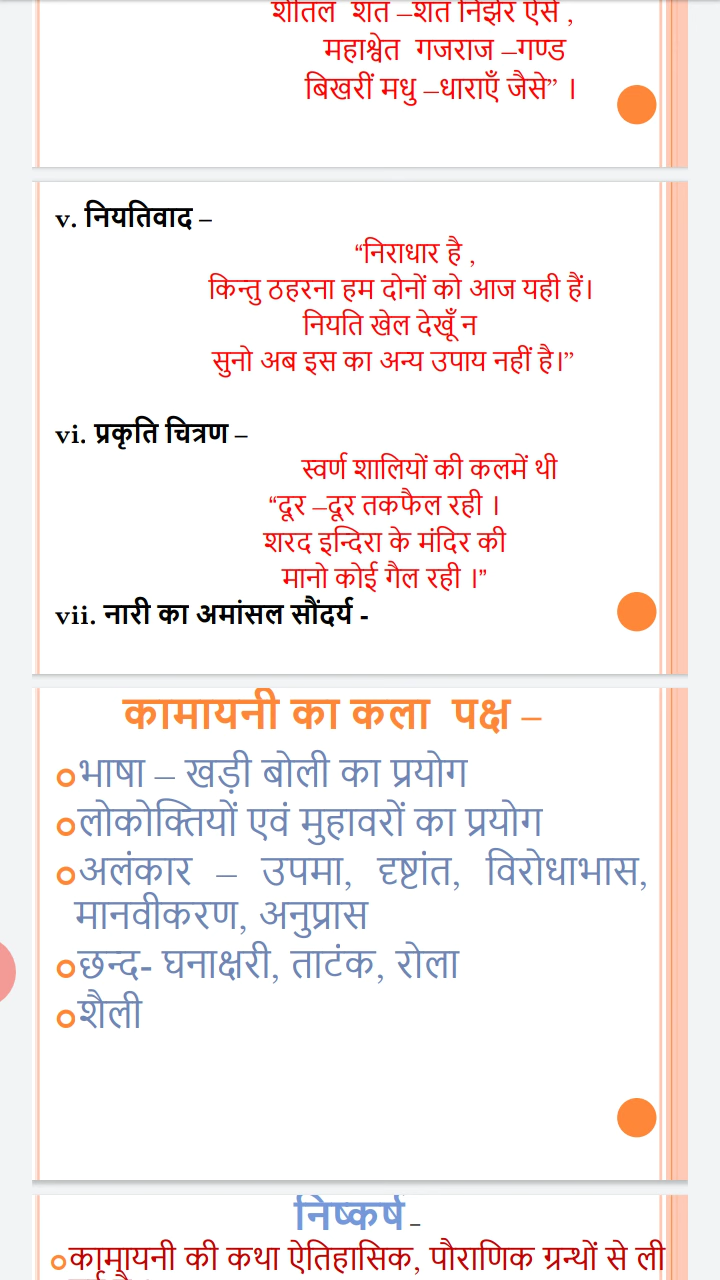 शीतल शत –शत निर्झर ऐसे ,
महाश्वेत गजराज –गण्ड
बिखरीं मधु –धाराएँ जैसे” ।
v. नियतिवाद –
“निराधार है ,
किन्तु ठहरना हम दोनों को आज यही हैं।
नियति खेल देखूँ न
सुनो अब इस का अन्य उपाय नहीं है।”
vi. प्रकृति चित्रण –
स्वर्ण शालियों की कलमें थी
“दूर –दूर तकफैल रही ।
शरद इन्दिरा के मंदिर की
मानो कोई गैल रही ।”
vii. नारी का अमांसल सौंदर्य -
कामायनी का कला पक्ष –
भाषा – खड़ी बोली का प्रयोग
लोकोक्तियों एवं मुहावरों का प्रयोग
अलंकार – उपमा, दृष्टांत, विरोधाभास,
मानवीकरण, अनुप्रास
छन्द- घनाक्षरी, ताटंक, रोला
शैली
निष्कर्ष –
कामायनी की कथा ऐतिहासिक, पौराणिक ग्रन्थों से ली